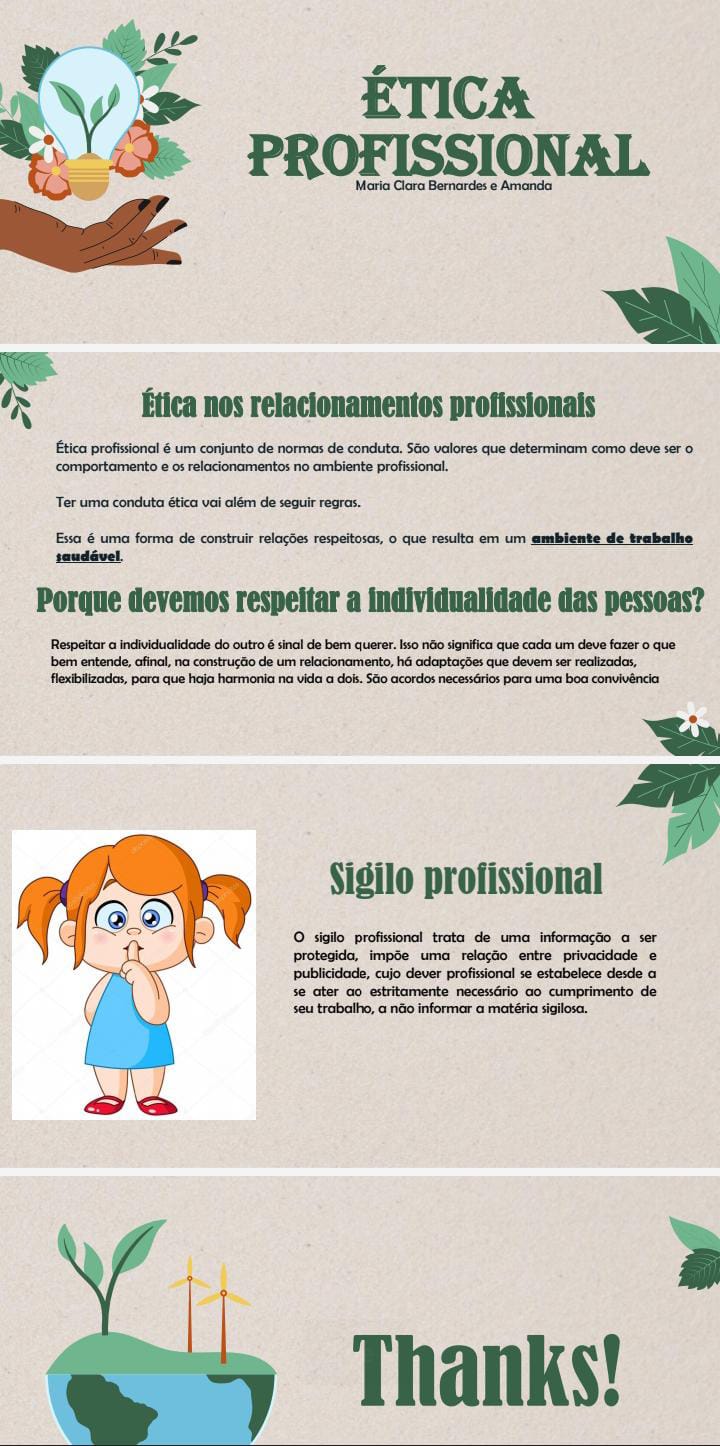 ÉTICA
PROFISSIONAL
Maria Clara Bernardes e Amanda
Ética nos relacionamentos profissionais
Ética profissional é um conjunto de normas de conduta. São valores que determinam como deve ser o
comportamento e os relacionamentos no ambiente profissional.
Ter uma conduta ética vai além de seguir regras.
Essa é uma forma de construir relações respeitosas, o que resulta em um ambiente de trabalho
saudável.
Porque devemos respeitar a individualidade das pessoas?
Respeitar a individualidade do outro é sinal de bem querer. Isso não significa que cada um deve fazer o que
bem entende, afinal, na construção de um relacionamento, há adaptações que devem ser realizadas,
flexibilizadas, para que haja harmonia na vida a dois. São acordos necessários para uma boa convivência
Sigilo profissional
O sigilo profissional trata de uma informação a ser
protegida, impõe uma relação entre privacidade e
publicidade, cujo dever profissional se estabelece desde a
se ater ao estritamente necessário ao cumprimento de
seu trabalho, a não informar a matéria sigilosa.
Thanks!